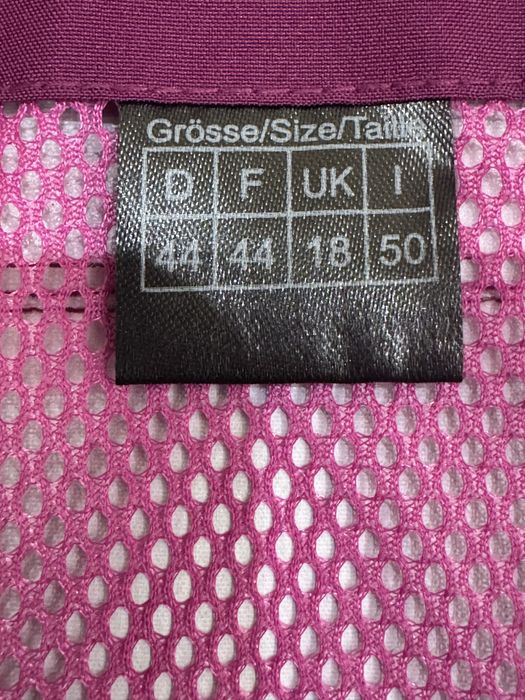 Grösse/Size/Taille
D F UK I
44 44 18 50